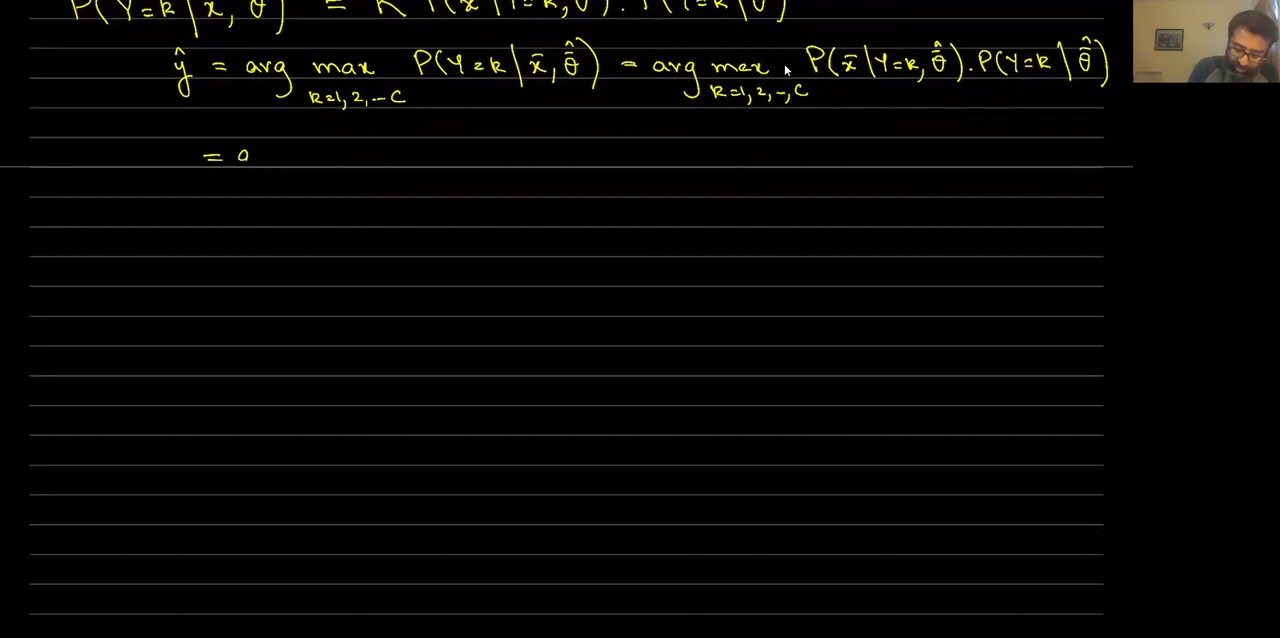 P(Y=k | x̄, θ̂) = K P(x̄ | Y=k, θ̂) . P(Y=k | θ̂)
ŷ = arg max P(Y=k | x̄, θ̄̂) = arg max P(x̄ | Y=k, θ̄̂) . P(Y=k | θ̄̂)
k=1, 2, -- C k=1, 2, -, C
= a